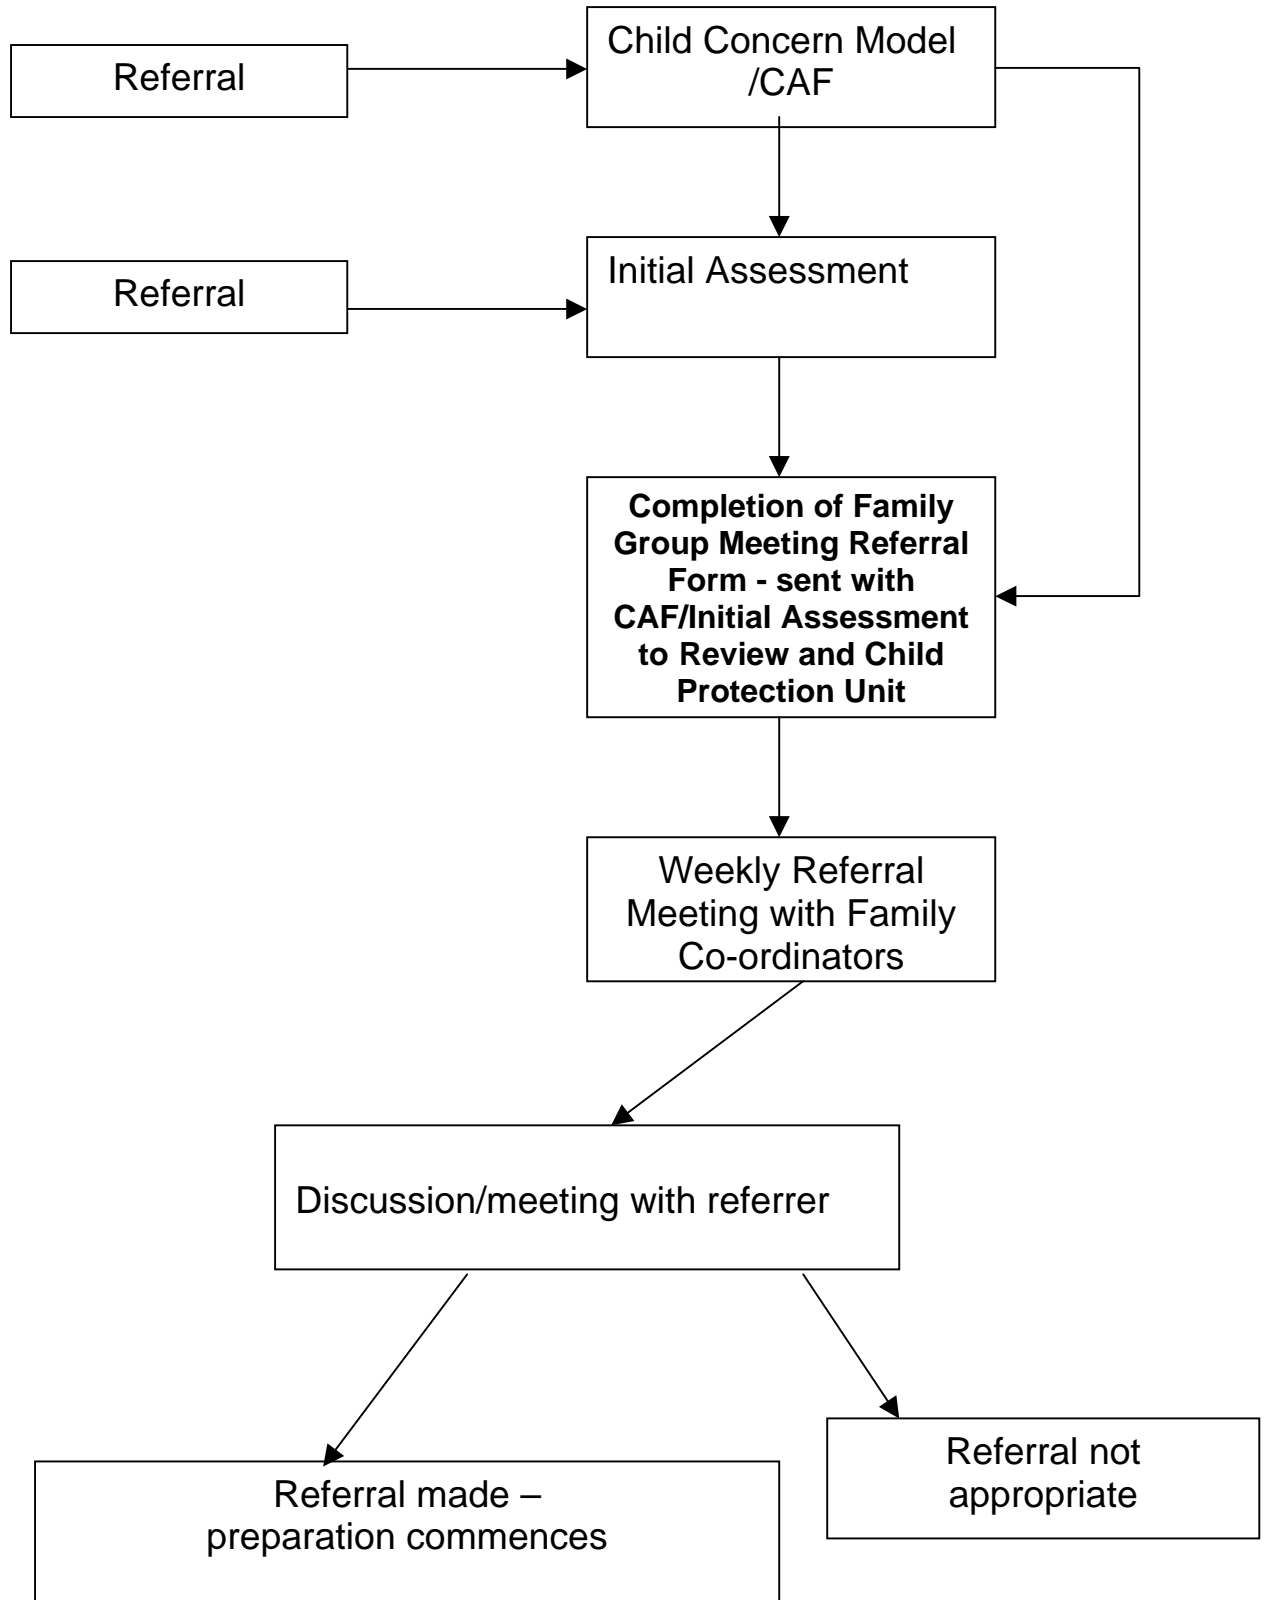 Referral
Child Concern Model
/CAF
Referral
Initial Assessment
Completion of Family
Group Meeting Referral
Form - sent with
CAF/Initial Assessment
to Review and Child
Protection Unit
Weekly Referral
Meeting with Family
Co-ordinators
Discussion/meeting with referrer
Referral made –
preparation commences
Referral not
appropriate